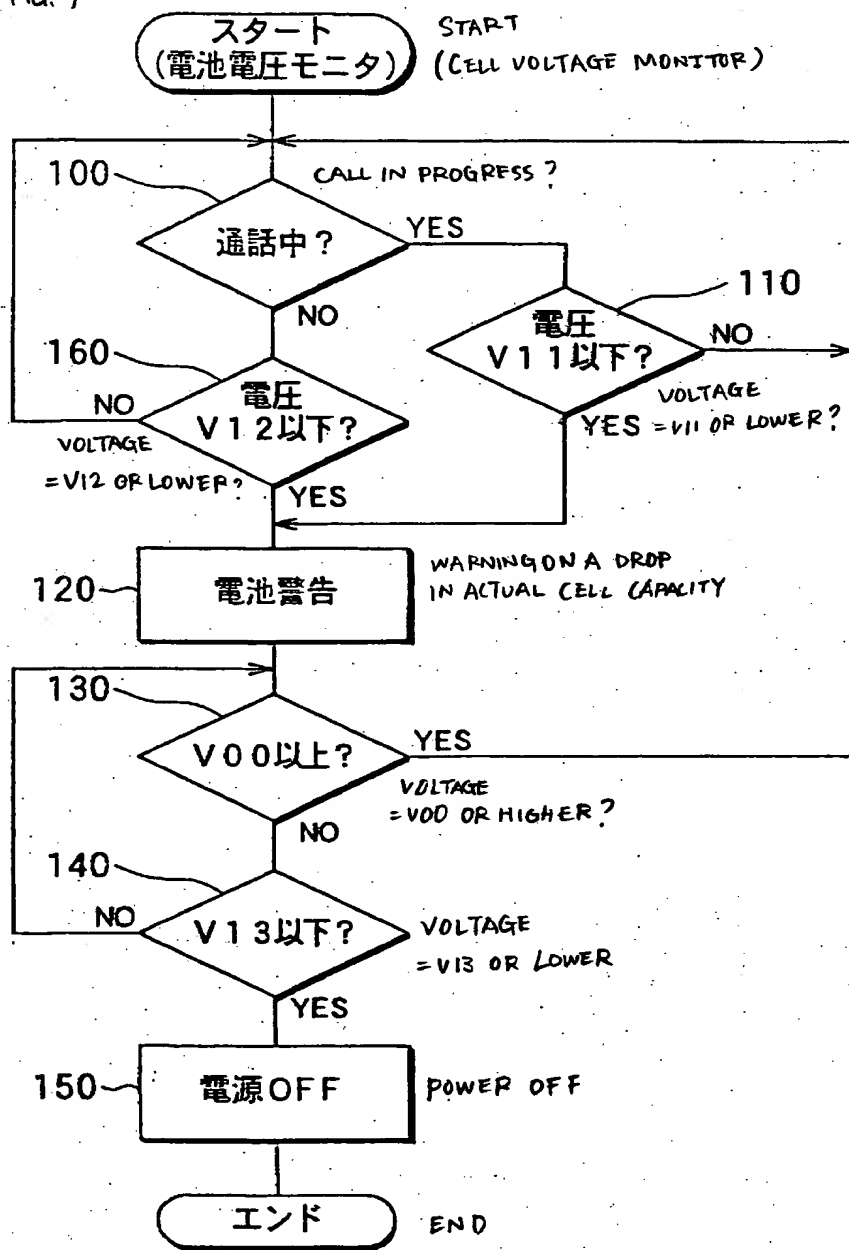 スタート
(電池電圧モニタ)
START
(CELL VOLTAGE MONITOR)
100
CALL IN PROGRESS?
通話中?
YES
NO
110
電圧
V11以下?
NO
VOLTAGE
YES = V11 OR LOWER?
160
電圧
V12以下?
NO
VOLTAGE
= V12 OR LOWER?
YES
120
電池警告
WARNING ON A DROP
IN ACTUAL CELL CAPACITY
130
V00以上?
YES
VOLTAGE
= V00 OR HIGHER?
NO
140
V13以下?
NO
VOLTAGE
= V13 OR LOWER
YES
150
電源OFF
POWER OFF
エンド
END